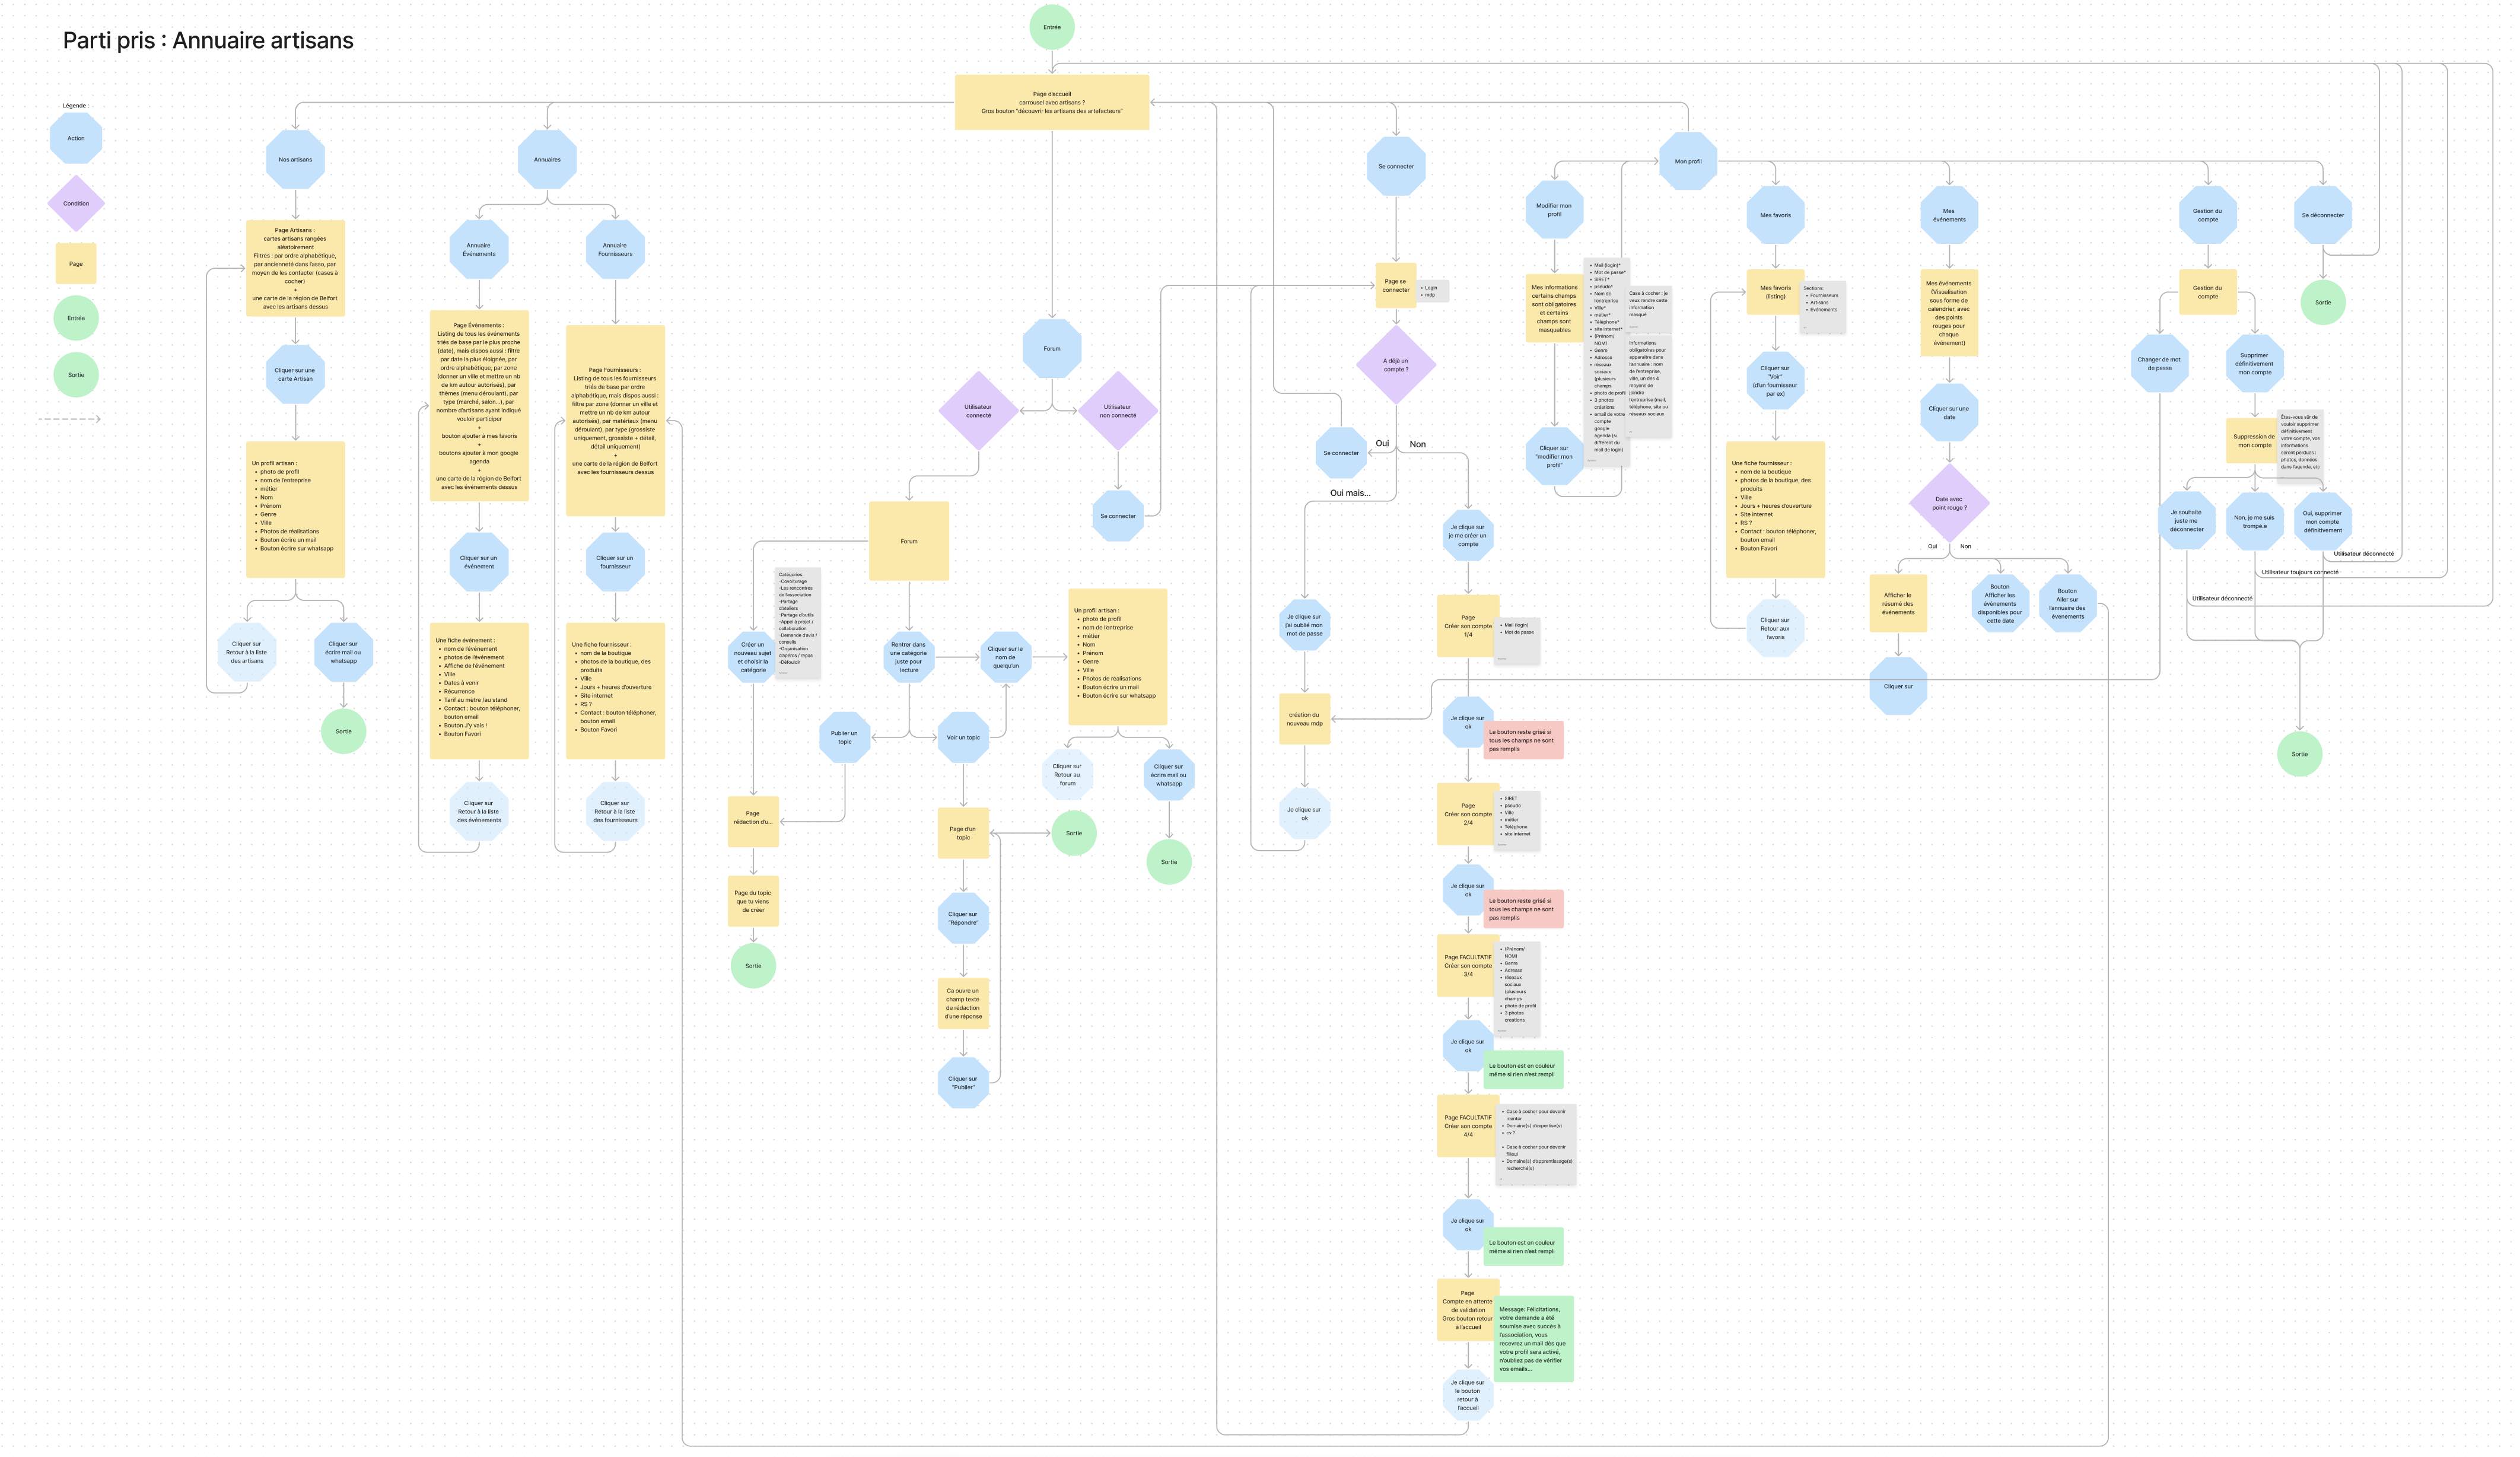 Parti pris : Annuaire artisans
Légende :
Action
Condition
Page
Entrée
Sortie
Entrée
Page d'accueil
carrousel avec artisans ?
Gros bouton "découvrir les artisans des artefacteurs"
Nos artisans
Page Artisans :
cartes artisans rangées
aléatoirement
Filtres : par ordre alphabétique,
par ancienneté dans l'asso, par
moyen de les contacter (cases à
cocher)
+
une carte de la région de Belfort
avec les artisans dessus
Cliquer sur une
carte Artisan
Un profil artisan :
• photo de profil
• nom de l'entreprise
• métier
• Nom
• Prénom
• Genre
• Ville
• Photos de réalisations
• Bouton écrire un mail
• Bouton écrire sur whatsapp
Cliquer sur
Retour à la liste
des artisans
Cliquer sur
écrire mail ou
whatsapp
Sortie
Annuaires
Annuaire
Événements
Page Événements :
Listing de tous les événements
triés de base par le plus proche
(date), mais dispos aussi : filtre
par date la plus éloignée, par
ordre alphabétique, par zone
(donner un ville et mettre un nb
de km autour autorisés), par
thèmes (menu déroulant), par
type (marché, salon...), par
nombre d'artisans ayant indiqué
vouloir participer
+
bouton ajouter à mes favoris
+
boutons ajouter à mon google
agenda
+
une carte de la région de Belfort
avec les événements dessus
Cliquer sur un
événement
Une fiche événement :
• nom de l'événement
• photos de l'événement
• Affiche de l'événement
• Ville
• Dates à venir
• Récurrence
• Tarif au mètre /au stand
• Contact : bouton téléphoner,
bouton email
• Bouton J'y vais !
• Bouton Favori
Cliquer sur
Retour à la liste
des événements
Annuaire
Fournisseurs
Page Fournisseurs :
Listing de tous les fournisseurs
triés de base par ordre
alphabétique, mais dispos aussi :
filtre par zone (donner un ville et
mettre un nb de km autour
autorisés), par matériaux (menu
déroulant), par type (grossiste
uniquement, grossiste + détail,
détail uniquement)
+
une carte de la région de Belfort
avec les fournisseurs dessus
Cliquer sur un
fournisseur
Une fiche fournisseur :
• nom de la boutique
• photos de la boutique, des
produits
• Ville
• Jours + heures d'ouverture
• Site internet
• RS ?
• Contact : bouton téléphoner,
bouton email
• Bouton Favori
Cliquer sur
Retour à la liste
des fournisseurs
Forum
Utilisateur
connecté
Utilisateur
non connecté
Se connecter
Forum
Créer un
nouveau sujet
et choisir la
catégorie
Catégories:
-Covoiturage
-Les rencontres
de l'association
-Partage
d'ateliers
-Partage d'outils
-Appel à projet /
collaboration
-Demande d'avis /
conseils
-Organisation
d'apéros / repas
-Défouloir
Rentrer dans
une catégorie
juste pour
lecture
Cliquer sur le
nom de
quelqu'un
Un profil artisan :
• photo de profil
• nom de l'entreprise
• métier
• Nom
• Prénom
• Genre
• Ville
• Photos de réalisations
• Bouton écrire un mail
• Bouton écrire sur whatsapp
Publier un
topic
Voir un topic
Cliquer sur
Retour au
forum
Cliquer sur
écrire mail ou
whatsapp
Sortie
Page
rédaction d'u...
Page du topic
que tu viens
de créer
Sortie
Page d'un
topic
Sortie
Cliquer sur
"Répondre"
Ca ouvre un
champ texte
de rédaction
d'une réponse
Cliquer sur
"Publier"
Se connecter
Page se
connecter
• Login
• mdp
A déjà un
compte ?
Oui
Non
Oui mais...
Se connecter
Je clique sur
j'ai oublié mon
mot de passe
création du
nouveau mdp
Je clique sur
ok
Je clique sur
je me créer un
compte
Page
Créer son compte
1/4
• Mail (login)
• Mot de passe
Je clique sur
ok
Le bouton reste grisé si
tous les champs ne sont
pas remplis
Page
Créer son compte
2/4
• SIRET
• pseudo
• Ville
• métier
• Téléphone
• site internet
Je clique sur
ok
Le bouton reste grisé si
tous les champs ne sont
pas remplis
Page FACULTATIF
Créer son compte
3/4
• (Prénom/
NOM)
• Genre
• Adresse
• réseaux
sociaux
(plusieurs
champs
• photo de profil
• 3 photos
creations
Je clique sur
ok
Le bouton est en couleur
même si rien n'est rempli
Page FACULTATIF
Créer son compte
4/4
• Case à cocher pour devenir
mentor
• Domaine(s) d'expertise(s)
• cv ?
• Case à cocher pour devenir
filleul
• Domaine(s) d'apprentissage(s)
recherché(s)
Je clique sur
ok
Le bouton est en couleur
même si rien n'est rempli
Page
Compte en attente
de validation
Gros bouton retour
à l'accueil
Message: Félicitations,
votre demande a été
soumise avec succès à
l'association, vous
recevrez un mail dès que
votre profil sera activé,
n'oubliez pas de vérifier
vos emails...
Je clique sur
le bouton
retour à
l'accueil
Mon profil
Modifier mon
profil
Mes informations
certains champs
sont obligatoires
et certains
champs sont
masquables
• Mail (login)*
• Mot de passe*
• SIRET*
• pseudo*
• Nom de
l'entreprise
• Ville*
• métier*
• Téléphone*
• site internet*
• (Prénom/
NOM)
• Genre
• Adresse
• réseaux
sociaux
(plusieurs
champs
• photo de profil
• 3 photos
créations
• email de votre
compte
google
agenda (si
différent du
mail de login)
Case à cocher : je
veux rendre cette
information
masqué
Informations
obligatoires pour
apparaître dans
l'annuaire : nom
de l'entreprise,
ville, un des 4
moyens de
joindre
l'entreprise (mail,
téléphone, site ou
réseaux sociaux
Cliquer sur
"modifier mon
profil"
Mes favoris
Mes favoris
(listing)
Sections:
• Fournisseurs
• Artisans
• Évenements
Cliquer sur
"Voir"
(d'un fournisseur
par ex)
Une fiche fournisseur :
• nom de la boutique
• photos de la boutique, des
produits
• Ville
• Jours + heures d'ouverture
• Site internet
• RS ?
• Contact : bouton téléphoner,
bouton email
• Bouton Favori
Cliquer sur
Retour aux
favoris
Mes
événements
Mes événements
(Visualisation
sous forme de
calendrier, avec
des points
rouges pour
chaque
événement)
Cliquer sur une
date
Date avec
point rouge ?
Oui
Non
Afficher le
résumé des
événements
Bouton
Afficher les
événements
disponibles pour
cette date
Bouton
Aller sur
l'annuaire des
évenements
Cliquer sur
Gestion du
compte
Gestion du
compte
Changer de mot
de passe
Supprimer
définitivement
mon compte
Suppression de
mon compte
Êtes-vous sûr de
vouloir supprimer
définitivement
votre compte, vos
informations
seront perdues :
photos, données
dans l'agenda, etc
Je souhaite
juste me
déconnecter
Non, je me suis
trompé.e
Oui, supprimer
mon compte
définitivement
Utilisateur déconnecté
Utilisateur toujours connecté
Utilisateur déconnecté
Sortie
Se déconnecter
Sortie